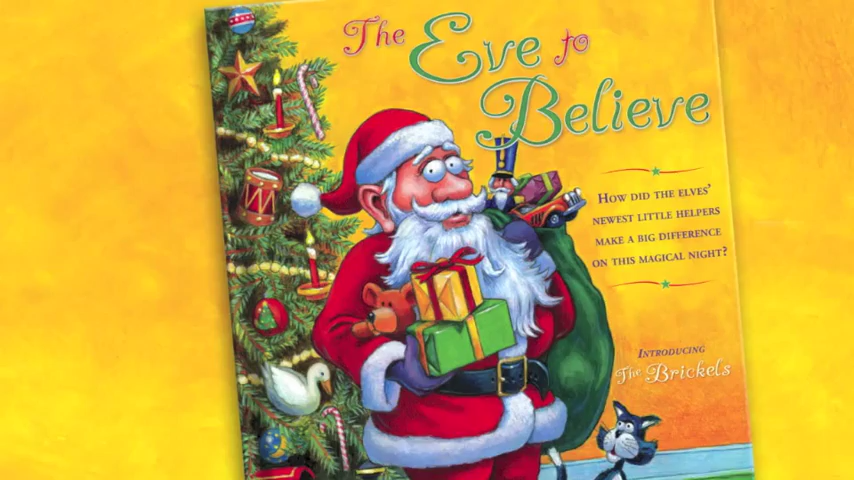 The Eve to
Believe
HOW DID THE ELVES'
NEWEST LITTLE HELPERS
MAKE A BIG DIFFERENCE
ON THIS MAGICAL NIGHT?
INTRODUCING
The Brickels